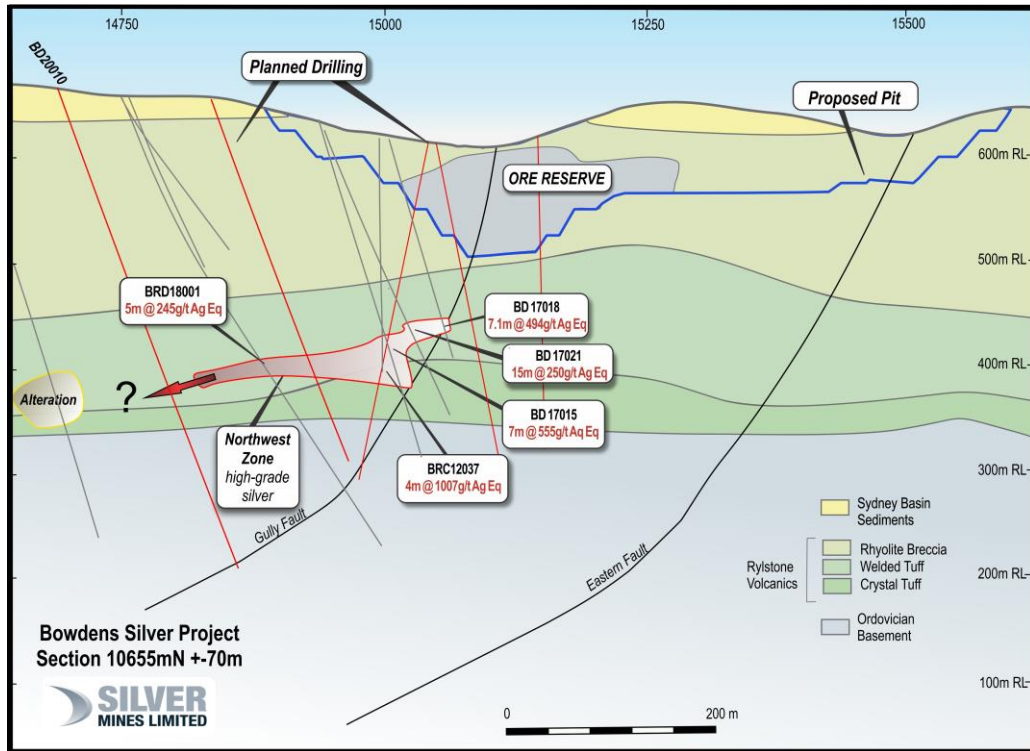 14750
15000
15250
15500
BD20010
Planned Drilling
Proposed Pit
600m RL
ORE RESERVE
500m RL
BRD18001
5m @ 245g/t Ag Eq
BD 17018
7.1m @ 494g/t Ag Eq
BD 17021
15m @ 250g/t Ag Eq
400m RL
Alteration
?
BD 17015
7m @ 555g/t Aq Eq
Northwest
Zone
high-grade
silver
BRC12037
4m @ 1007g/t Ag Eq
300m RL
Gully Fault
Eastern Fault
Sydney Basin
Sediments
Rylstone
Volcanics
Rhyolite Breccia
Welded Tuff
Crystal Tuff
200m RL
Ordovician
Basement
Bowdens Silver Project
Section 10655mN +-70m
100m RL
SILVER
MINES LIMITED
0
200 m